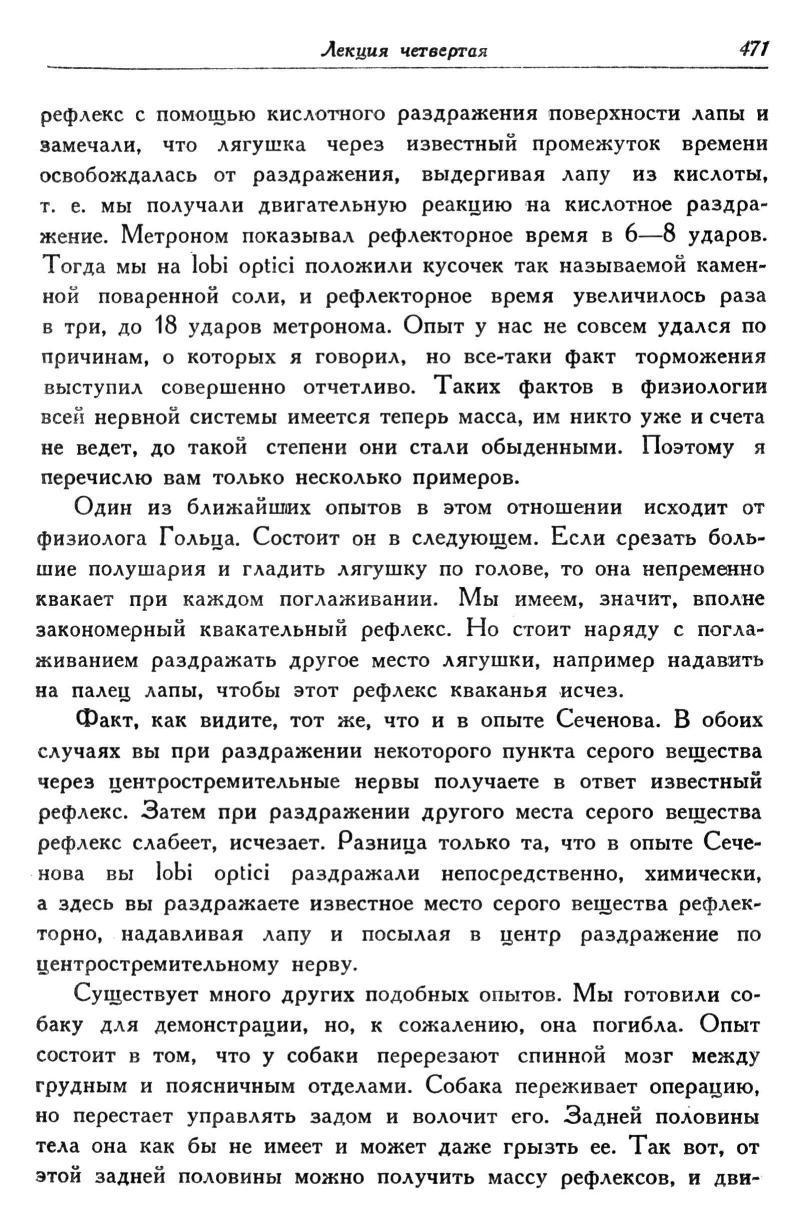 Лекция четвертая 471
рефлекс с помощью кислотного раздражения поверхности лапы и
замечали, что лягушка через известный промежуток времени
освобождалась от раздражения, выдергивая лапу из кислоты,
т. е. мы получали двигательную реакцию на кислотное раздра-
жение. Метроном показывал рефлекторное время в 6—8 ударов.
Тогда мы на lobi optici положили кусочек так называемой камен-
ной поваренной соли, и рефлекторное время увеличилось раза
в три, до 18 ударов метронома. Опыт у нас не совсем удался по
причинам, о которых я говорил, но все-таки факт торможения
выступил совершенно отчетливо. Таких фактов в физиологии
всей нервной системы имеется теперь масса, им никто уже и счета
не ведет, до такой степени они стали обыденными. Поэтому я
перечислю вам только несколько примеров.
Один из ближайших опытов в этом отношении исходит от
физиолога Гольца. Состоит он в следующем. Если срезать боль-
шие полушария и гладить лягушку по голове, то она непременно
квакает при каждом поглаживании. Мы имеем, значит, вполне
закономерный квакательный рефлекс. Но стоит наряду с погла-
живанием раздражать другое место лягушки, например надавить
на палец лапы, чтобы этот рефлекс кваканья исчез.
Факт, как видите, тот же, что и в опыте Сеченова. В обоих
случаях вы при раздражении некоторого пункта серого вещества
через центростремительные нервы получаете в ответ известный
рефлекс. Затем при раздражении другого места серого вещества
рефлекс слабеет, исчезает. Разница только та, что в опыте Сече-
нова вы lobi optici раздражали непосредственно, химически,
а здесь вы раздражаете известное место серого вещества рефлек-
торно, надавливая лапу и посылая в центр раздражение по
центростремительному нерву.
Существует много других подобных опытов. Мы готовили со-
баку для демонстрации, но, к сожалению, она погибла. Опыт
состоит в том, что у собаки перерезают спинной мозг между
грудным и поясничным отделами. Собака переживает операцию,
но перестает управлять задом и волочит его. Задней половины
тела она как бы не имеет и может даже грызть ее. Так вот, от
этой задней половины можно получить массу рефлексов, и дви-